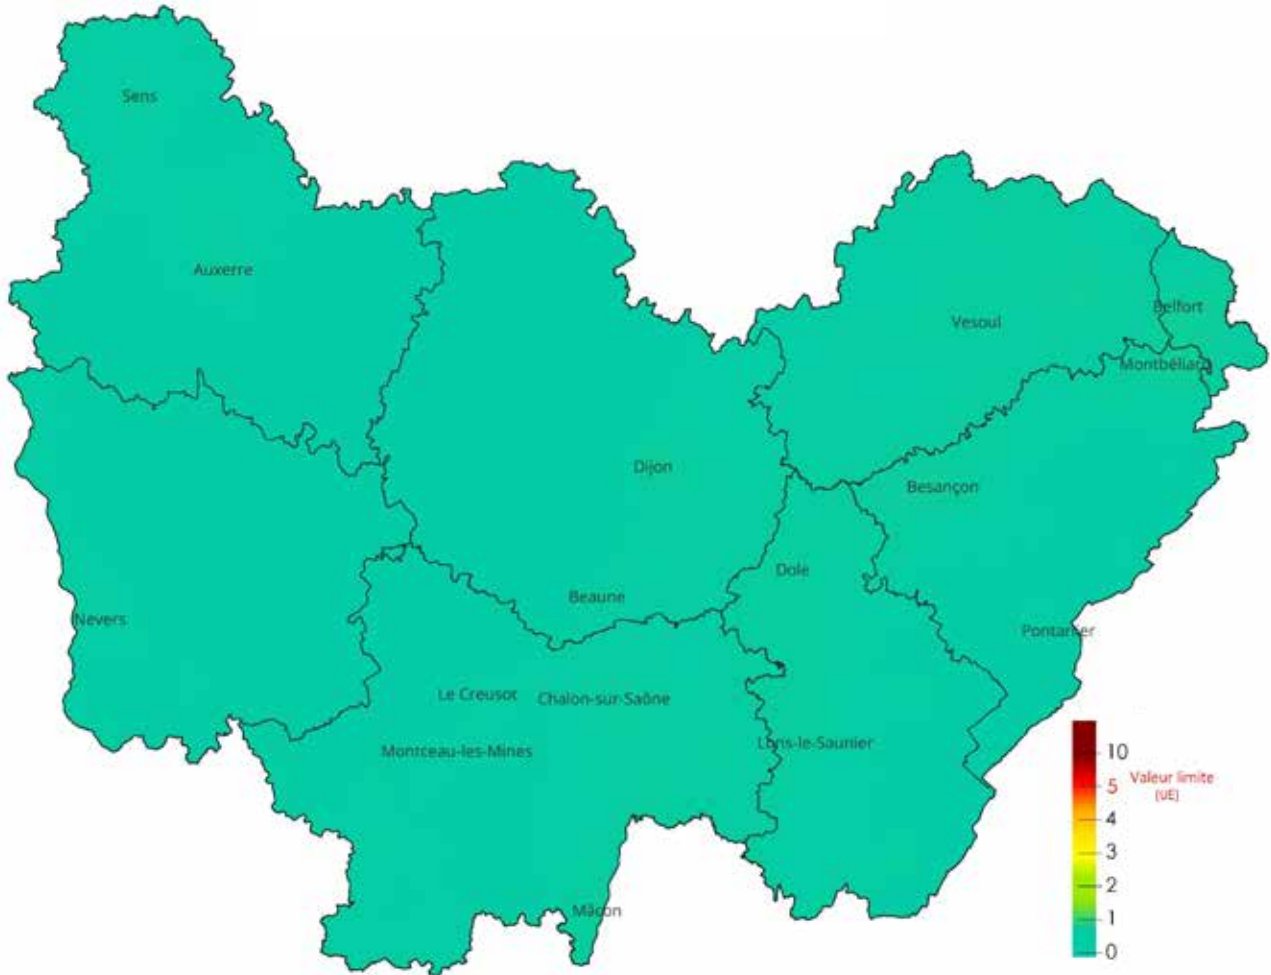 Sens
Auxerre
Vesoul
Belfort
Montbéliard
Dijon
Besançon
Dole
Beaune
Nevers
Pontarlier
Le Creusot
Chalon-sur-Saône
Lons-le-Saunier
Montceau-les-Mines
Mâcon
10
5 Valeur limite
(UE)
4
3
2
1
0